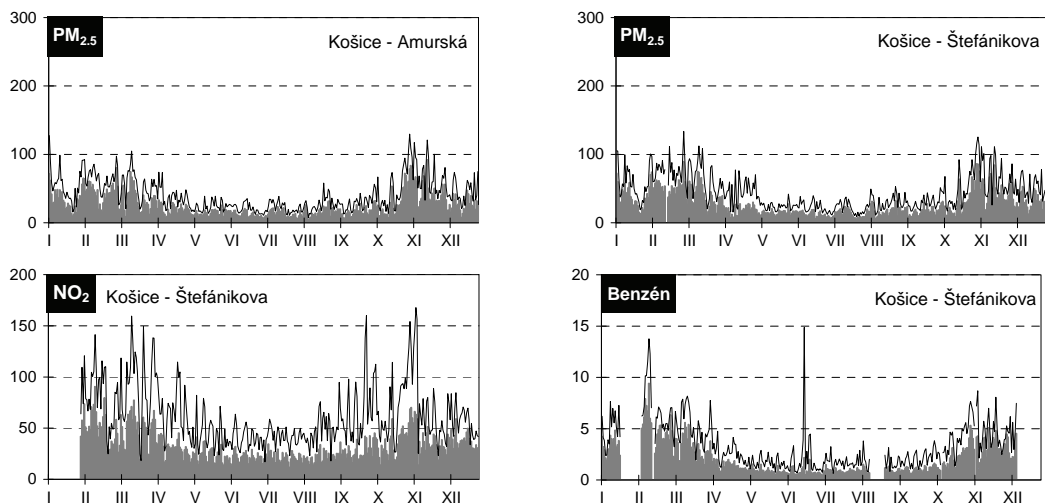 300
PM2.5
Košice - Amurská
200
100
0
I II III IV V VI VII VIII IX X XI XII
300
PM2.5
Košice - Štefánikova
200
100
0
I II III IV V VI VII VIII IX X XI XII
200
NO2
Košice - Štefánikova
150
100
50
0
I II III IV V VI VII VIII IX X XI XII
20
Benzén
Košice - Štefánikova
15
10
5
0
I II III IV V VI VII VIII IX X XI XII